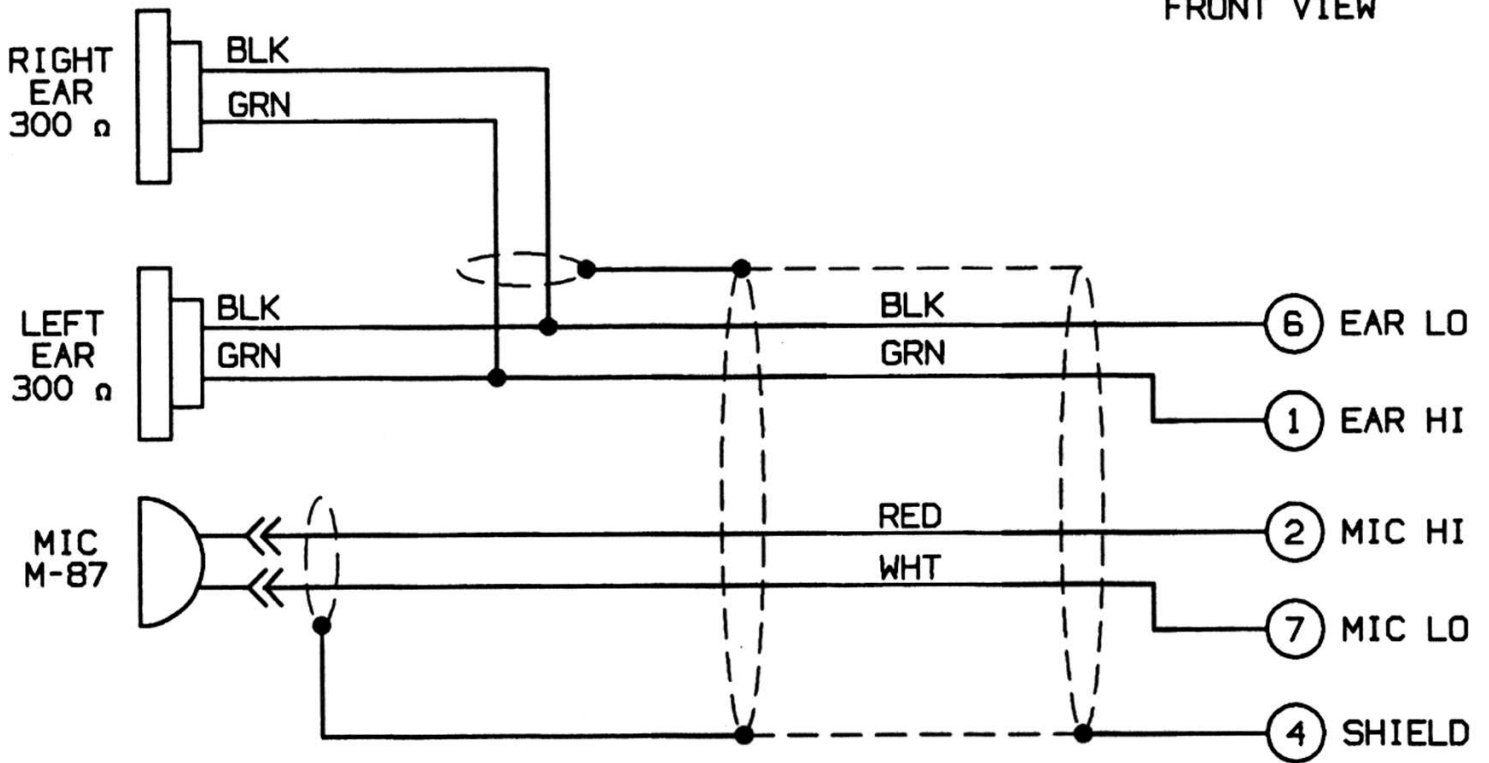 FRONT VIEW
RIGHT
EAR
300 Ω
BLK
GRN
LEFT
EAR
300 Ω
BLK
GRN
BLK
GRN
6 EAR LO
1 EAR HI
MIC
M-87
RED
WHT
2 MIC HI
7 MIC LO
4 SHIELD